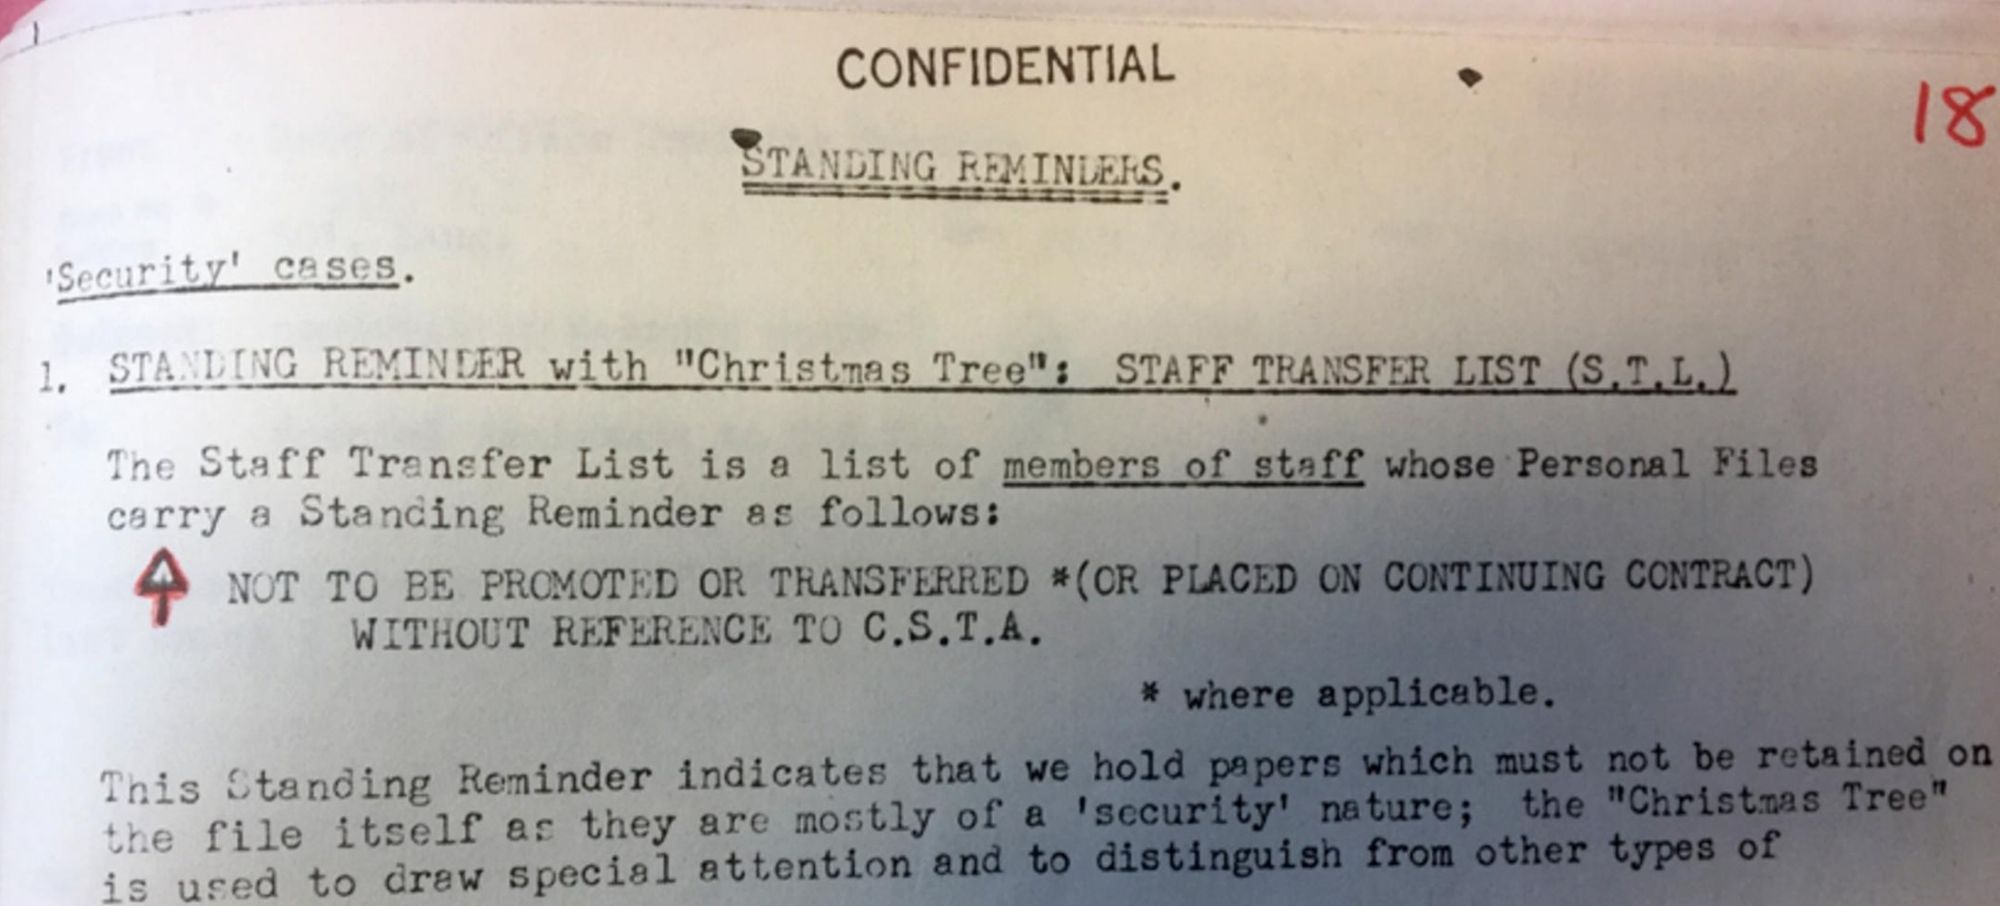 CONFIDENTIAL
18
STANDING REMINDERS.
'Security' cases.
1. STANDING REMINDER with "Christmas Tree": STAFF TRANSFER LIST (S.T.L.)
The Staff Transfer List is a list of members of staff whose Personal Files
carry a Standing Reminder as follows:
NOT TO BE PROMOTED OR TRANSFERRED *(OR PLACED ON CONTINUING CONTRACT)
WITHOUT REFERENCE TO C.S.T.A.
* where applicable.
This Standing Reminder indicates that we hold papers which must not be retained on
the file itself as they are mostly of a 'security' nature; the "Christmas Tree"
is used to draw special attention and to distinguish from other types of